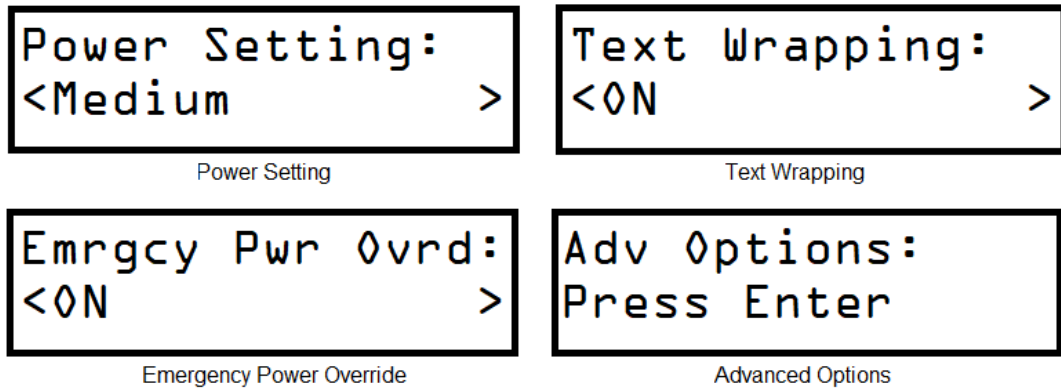 Power Setting:
<Medium >
Power Setting
Text Wrapping:
<ON >
Text Wrapping
Emrgcy Pwr Ovrd:
<ON >
Emergency Power Override
Adv Options:
Press Enter
Advanced Options